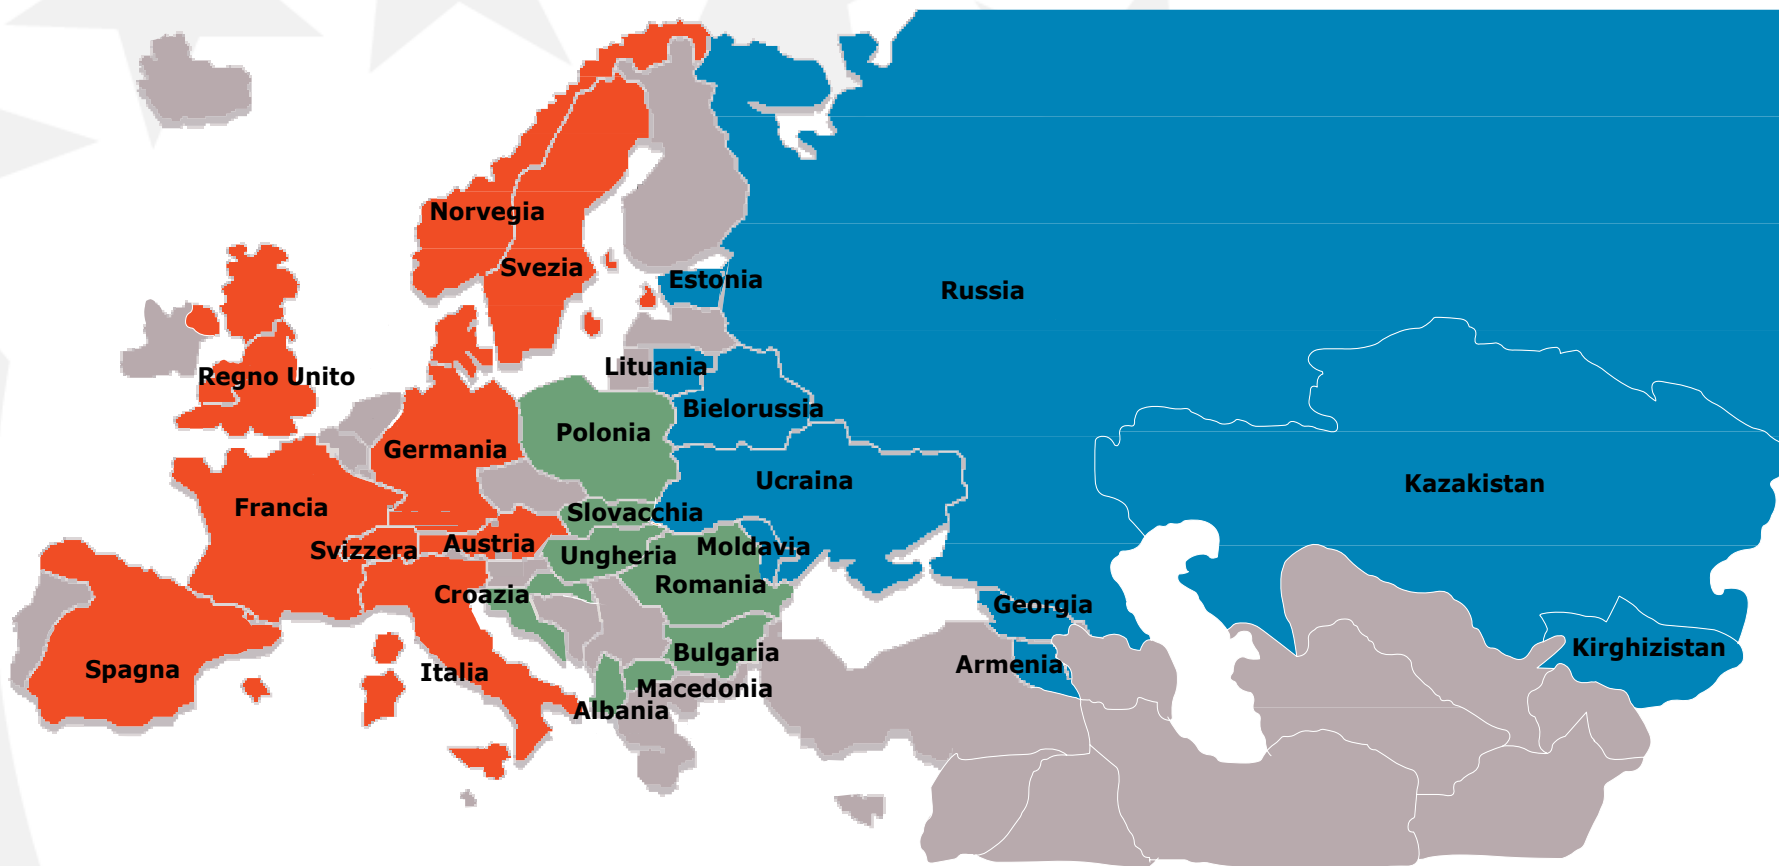 Norvegia
Svezia
Estonia
Russia
Lituania
Regno Unito
Bielorussia
Polonia
Germania
Ucraina
Kazakistan
Francia
Slovacchia
Svizzera
Austria
Ungheria
Moldavia
Romania
Croazia
Georgia
Kirghizistan
Bulgaria
Armenia
Spagna
Italia
Macedonia
Albania